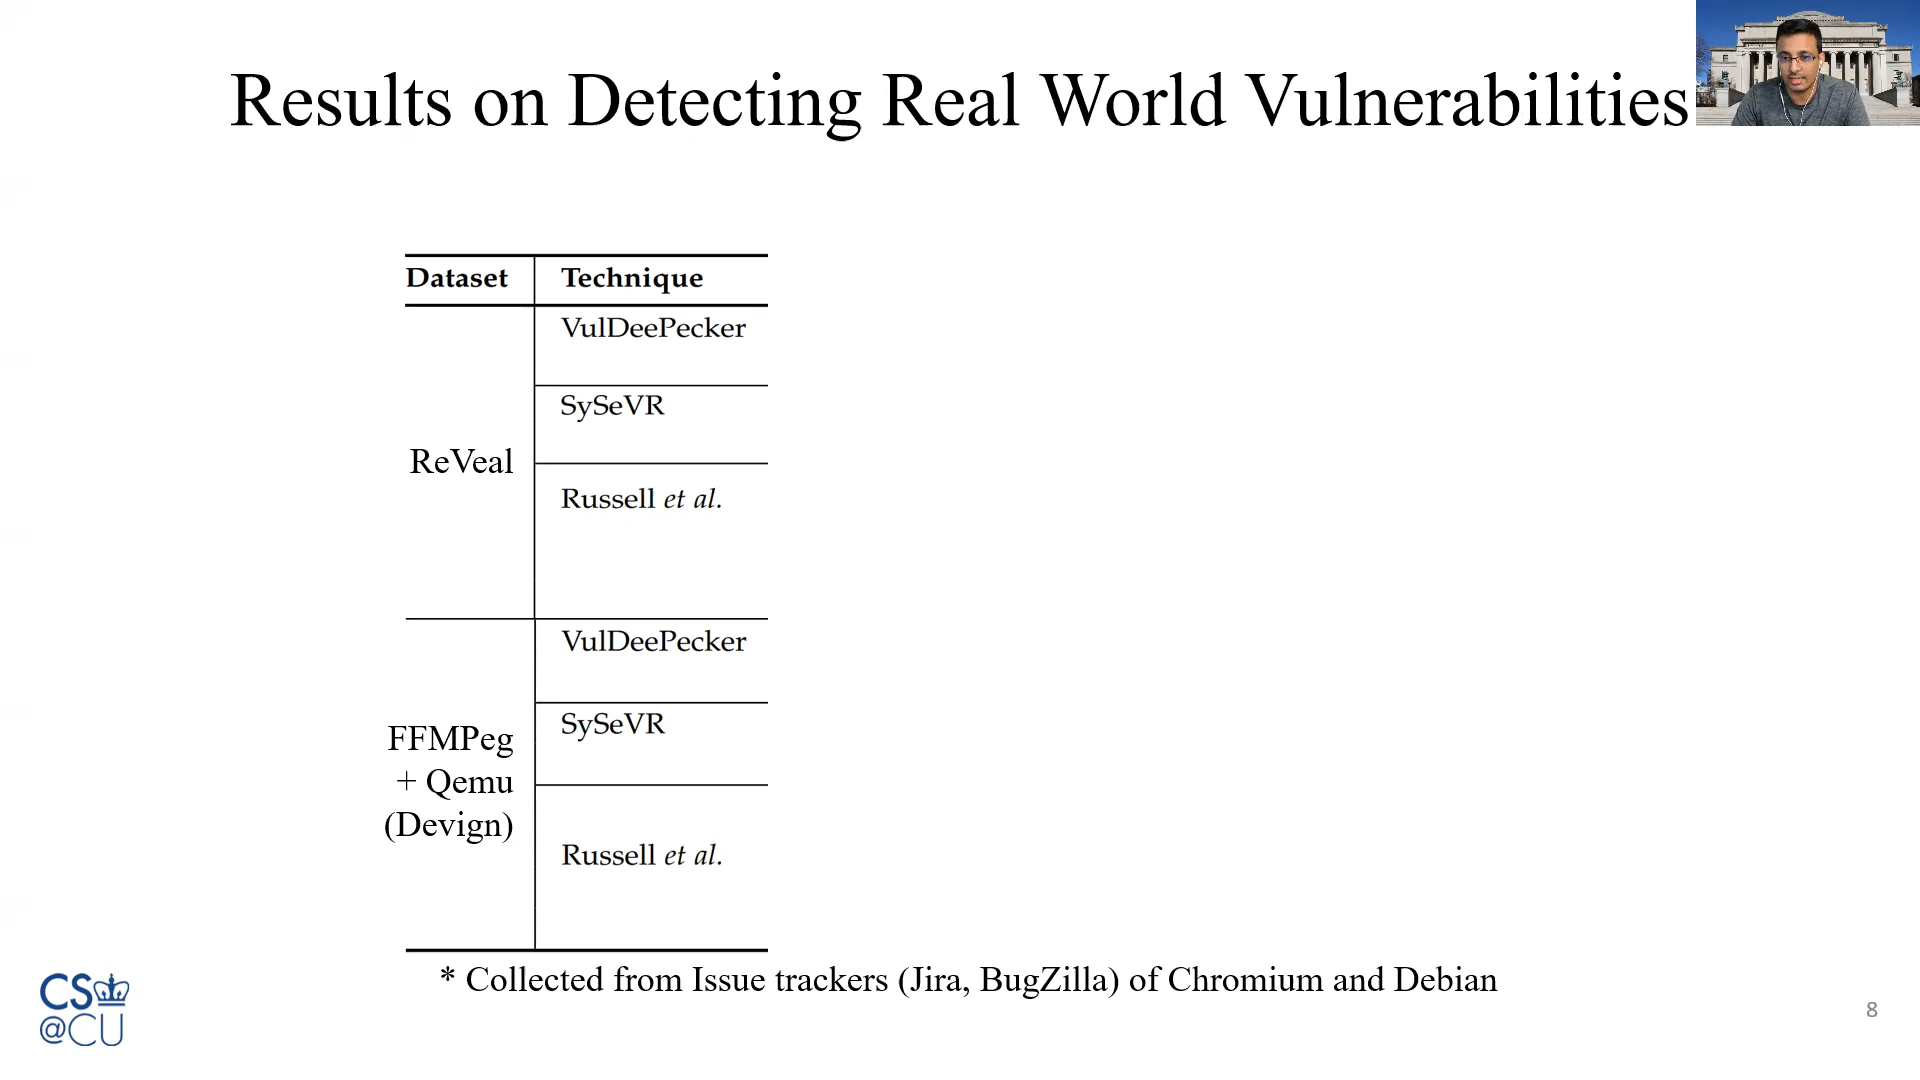 Results on Detecting Real World Vulnerabilities
Dataset Technique
VulDeePecker
SySeVR
ReVeal
Russell et al.
VulDeePecker
SySeVR
FFMPeg
+ Qemu
(Devign)
Russell et al.
* Collected from Issue trackers (Jira, BugZilla) of Chromium and Debian
CS
@CU
8